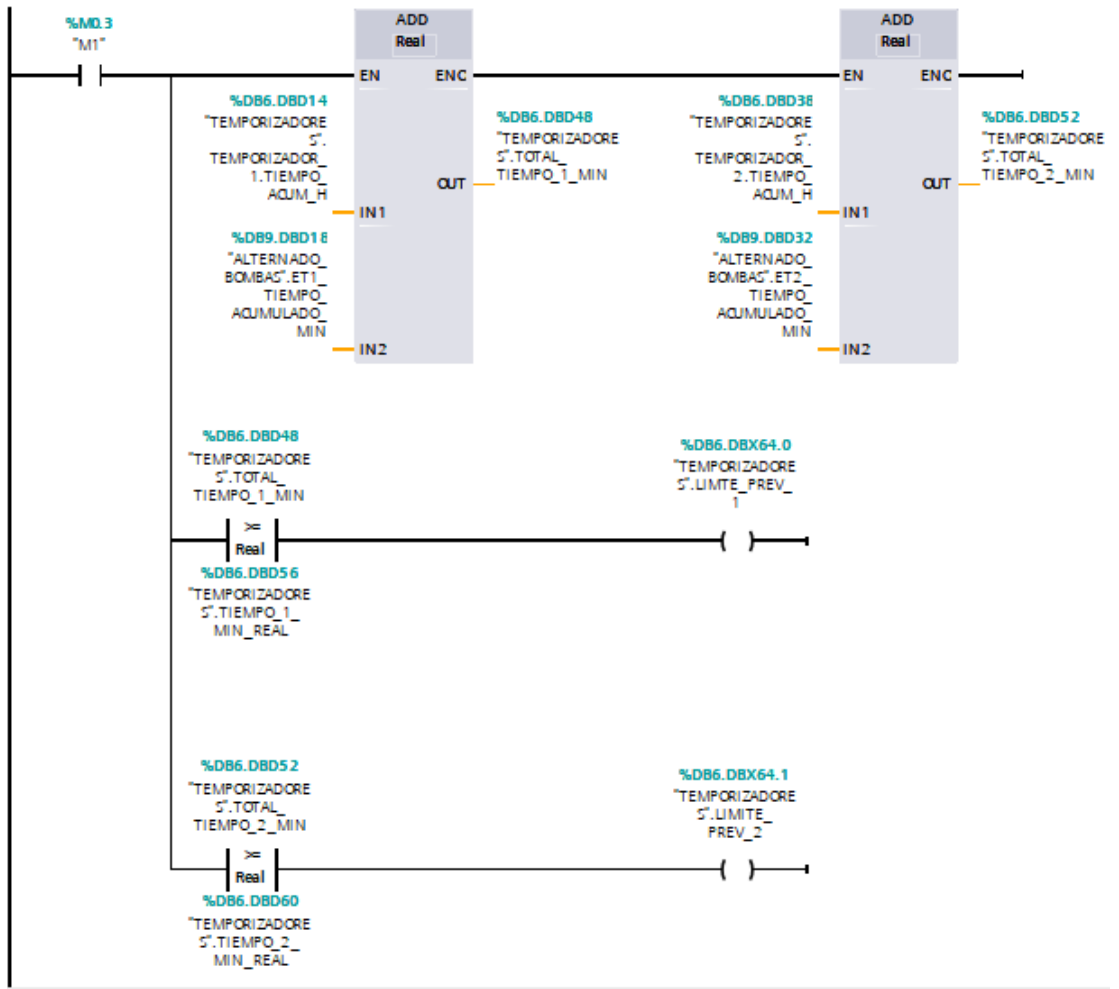 %M0.3
"M1"
ADD
Real
EN
ENO
%DB6.DBD14
"TEMPORIZADORE
S".
TEMPORIZADOR_
1.TIEMPO_
ACUM_H
IN1
%DB9.DBD18
"ALTERNADO_
BOMBAS".ET1_
TIEMPO_
ACUMULADO_
MIN
IN2
%DB6.DBD48
"TEMPORIZADORE
S".TOTAL_
TIEMPO_1_MIN
OUT
ADD
Real
EN
ENO
%DB6.DBD38
"TEMPORIZADORE
S".
TEMPORIZADOR_
2.TIEMPO_
ACUM_H
IN1
%DB9.DBD32
"ALTERNADO_
BOMBAS".ET2_
TIEMPO_
ACUMULADO_
MIN
IN2
%DB6.DBD52
"TEMPORIZADORE
S".TOTAL_
TIEMPO_2_MIN
OUT
%DB6.DBD48
"TEMPORIZADORE
S".TOTAL_
TIEMPO_1_MIN
>=
Real
%DB6.DBD56
"TEMPORIZADORE
S".TIEMPO_1_
MIN_REAL
%DB6.DBX64.0
"TEMPORIZADORE
S".LIMTE_PREV_
1
%DB6.DBD52
"TEMPORIZADORE
S".TOTAL_
TIEMPO_2_MIN
>=
Real
%DB6.DBD60
"TEMPORIZADORE
S".TIEMPO_2_
MIN_REAL
%DB6.DBX64.1
"TEMPORIZADORE
S".LIMITE_
PREV_2